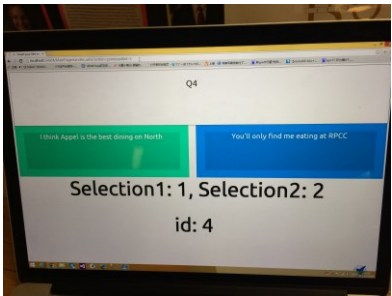 Q4
I think Appel is the best dining on North
You'll only find me eating at RPCC
Selection1: 1, Selection2: 2
id: 4